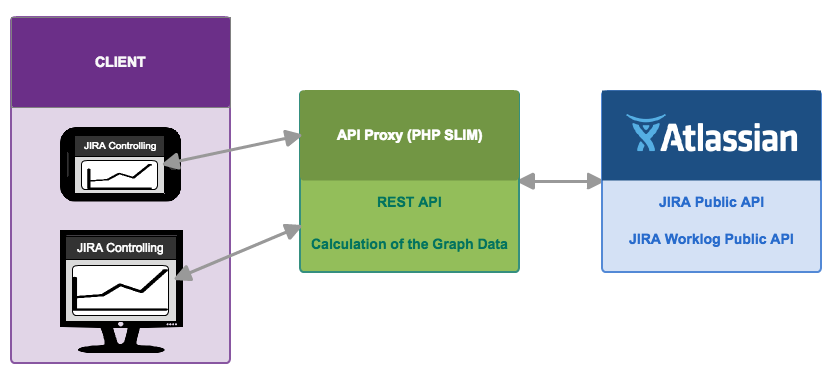 CLIENT
JIRA Controlling
JIRA Controlling
API Proxy (PHP SLIM)
REST API
Calculation of the Graph Data
Atlassian
JIRA Public API
JIRA Worklog Public API